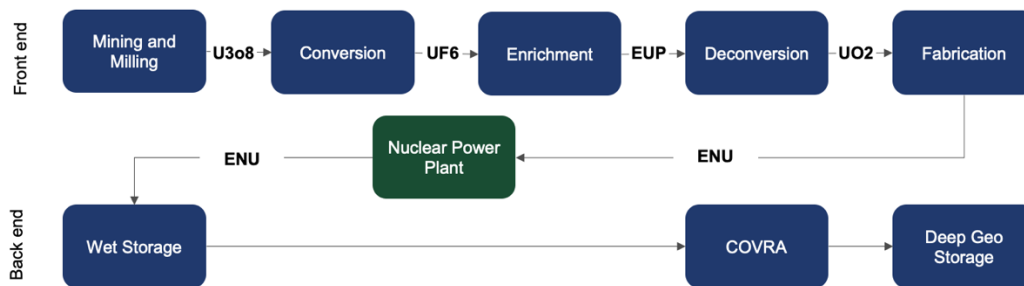 Front end
Mining and
Milling
U3o8
Conversion
UF6
Enrichment
EUP
Deconversion
UO2
Fabrication
Nuclear Power
Plant
ENU
ENU
Back end
Wet Storage
COVRA
Deep Geo
Storage